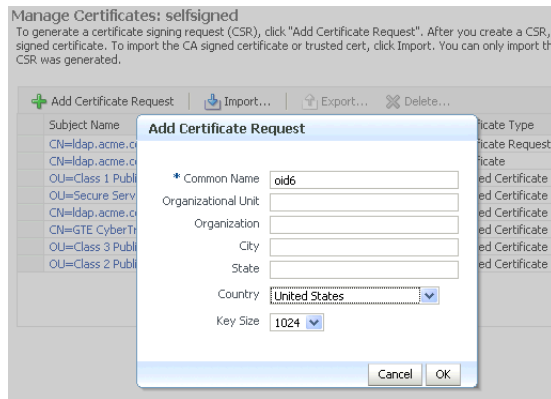 Manage Certificates: selfsigned
To generate a certificate signing request (CSR), click "Add Certificate Request". After you create a CSR,
signed certificate. To import the CA signed certificate or trusted cert, click Import. You can only import
CSR was generated.
Add Certificate Request Import... Export... Delete...
Subject Name
CN=ldap.acme.c
CN=ldap.acme.c
OU=Class 1 Publi
OU=Secure Serv
CN=ldap.acme.c
CN=GTE CyberTr
OU=Class 3 Publi
OU=Class 2 Publi
Add Certificate Request
* Common Name oid6
Organizational Unit
Organization
City
State
Country United States
Key Size 1024
Cancel OK
ificate Type
ificate Request
ificate
ed Certificate
ed Certificate
ed Certificate
ed Certificate
ed Certificate
ed Certificate